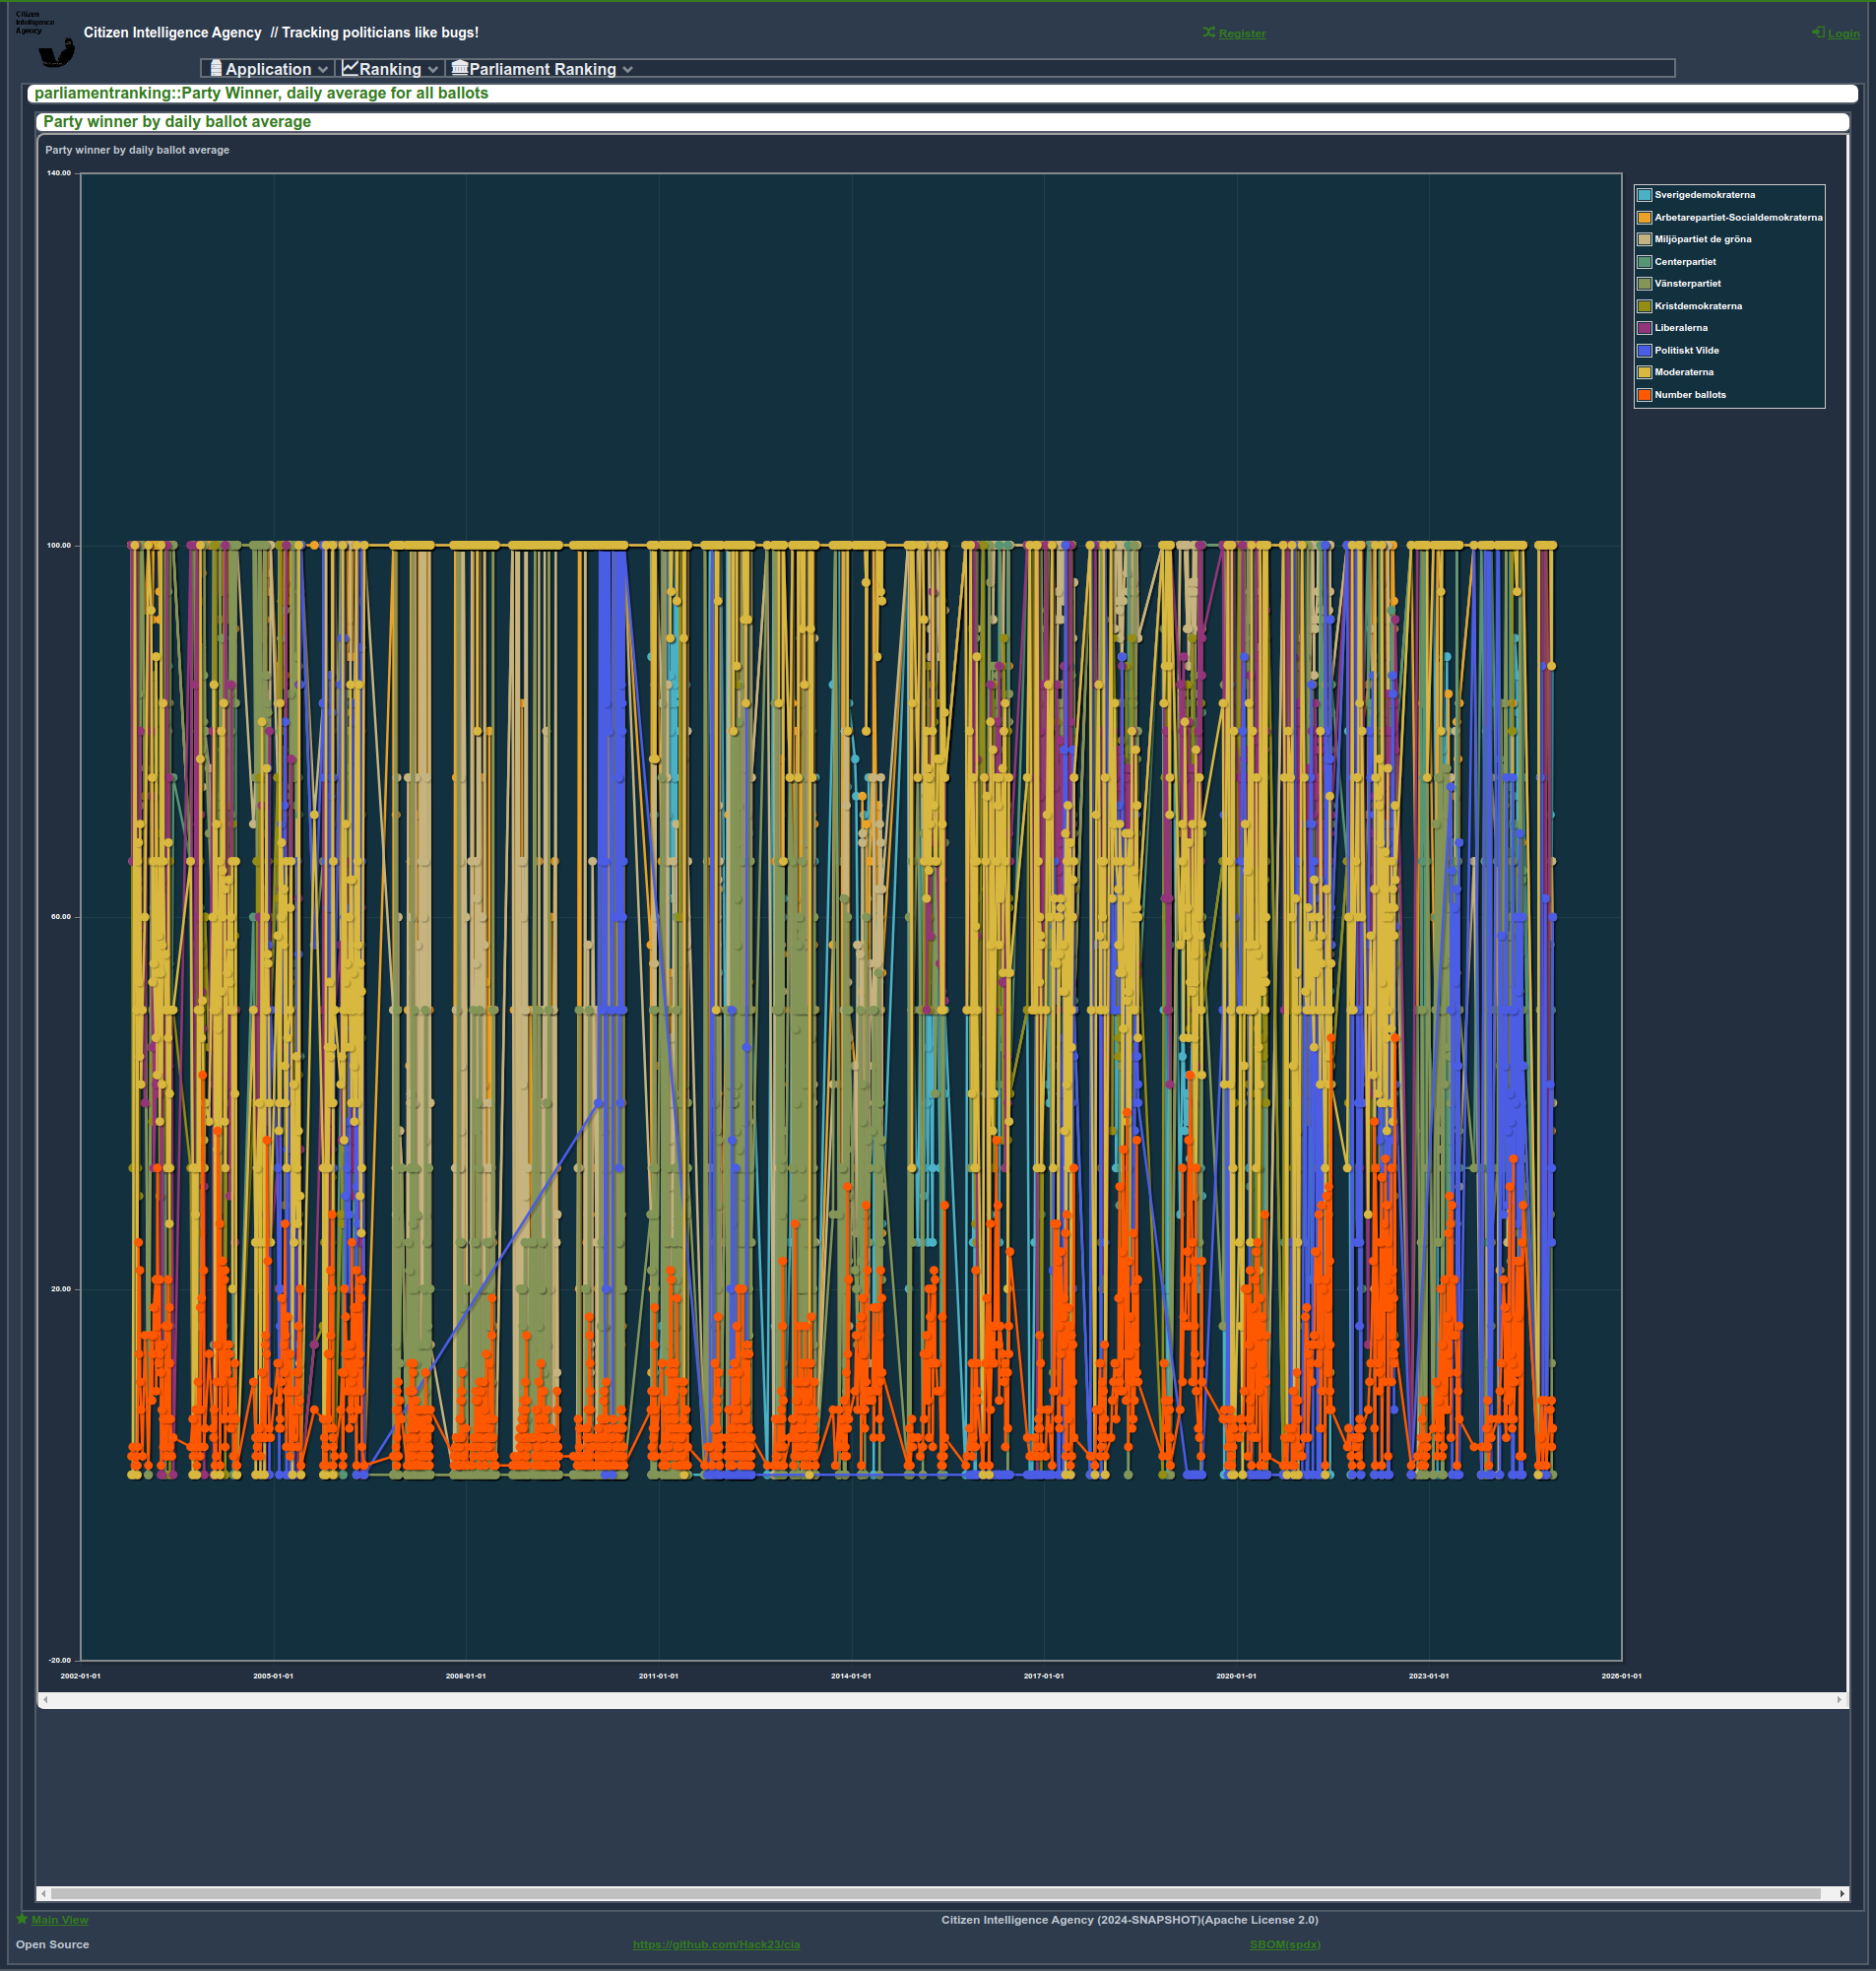 Citizen
Intelligence
Agency
Citizen Intelligence Agency // Tracking politicians like bugs!
Register
Login
Application
Ranking
Parliament Ranking
parliamentranking::Party Winner, daily average for all ballots
Party winner by daily ballot average
Party winner by daily ballot average
140.00
100.00
60.00
20.00
-20.00
2002-01-01
2005-01-01
2008-01-01
2011-01-01
2014-01-01
2017-01-01
2020-01-01
2023-01-01
2026-01-01
Sverigedemokraterna
Arbetarepartiet-Socialdemokraterna
Miljöpartiet de gröna
Centerpartiet
Vänsterpartiet
Kristdemokraterna
Liberalerna
Politiskt Vilde
Moderaterna
Number ballots
Main View
Citizen Intelligence Agency (2024-SNAPSHOT)(Apache License 2.0)
Open Source
https://github.com/Hack23/cia
SBOM(spdx)